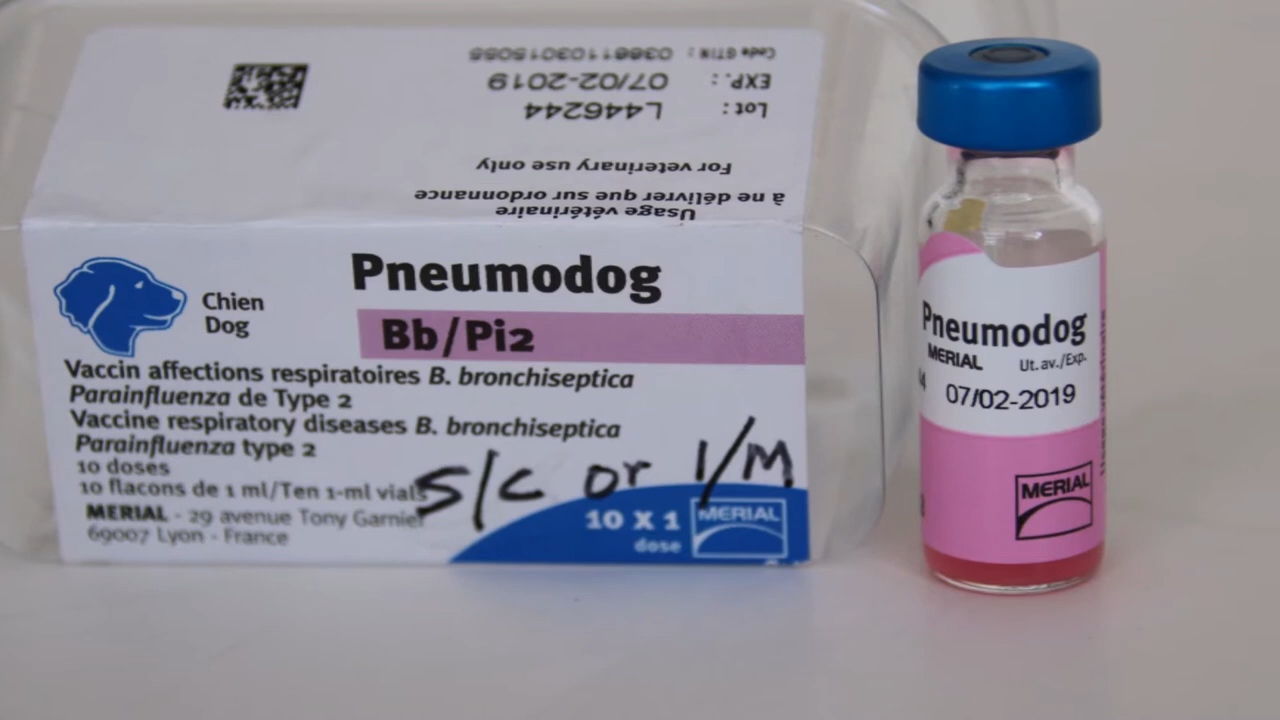 Code GTIN : 03661103015055
EXP. : 07/02-2019
Lot : L446244
For veterinary use only
à ne délivrer que sur ordonnance
Usage vétérinaire
Pneumodog
Chien
Dog
Bb/Pi2
Vaccin affections respiratoires B. bronchiseptica
Parainfluenza de Type 2
Vaccine respiratory diseases B. bronchiseptica
Parainfluenza type 2
10 doses
10 flacons de 1 ml/Ten 1-ml vials
S/C or I/M
MERIAL - 29 avenue Tony Garnier
69007 Lyon - France
10 X 1
dose
MERIAL
Pneumodog
MERIAL
Ut. av./Exp.
07/02-2019
MERIAL